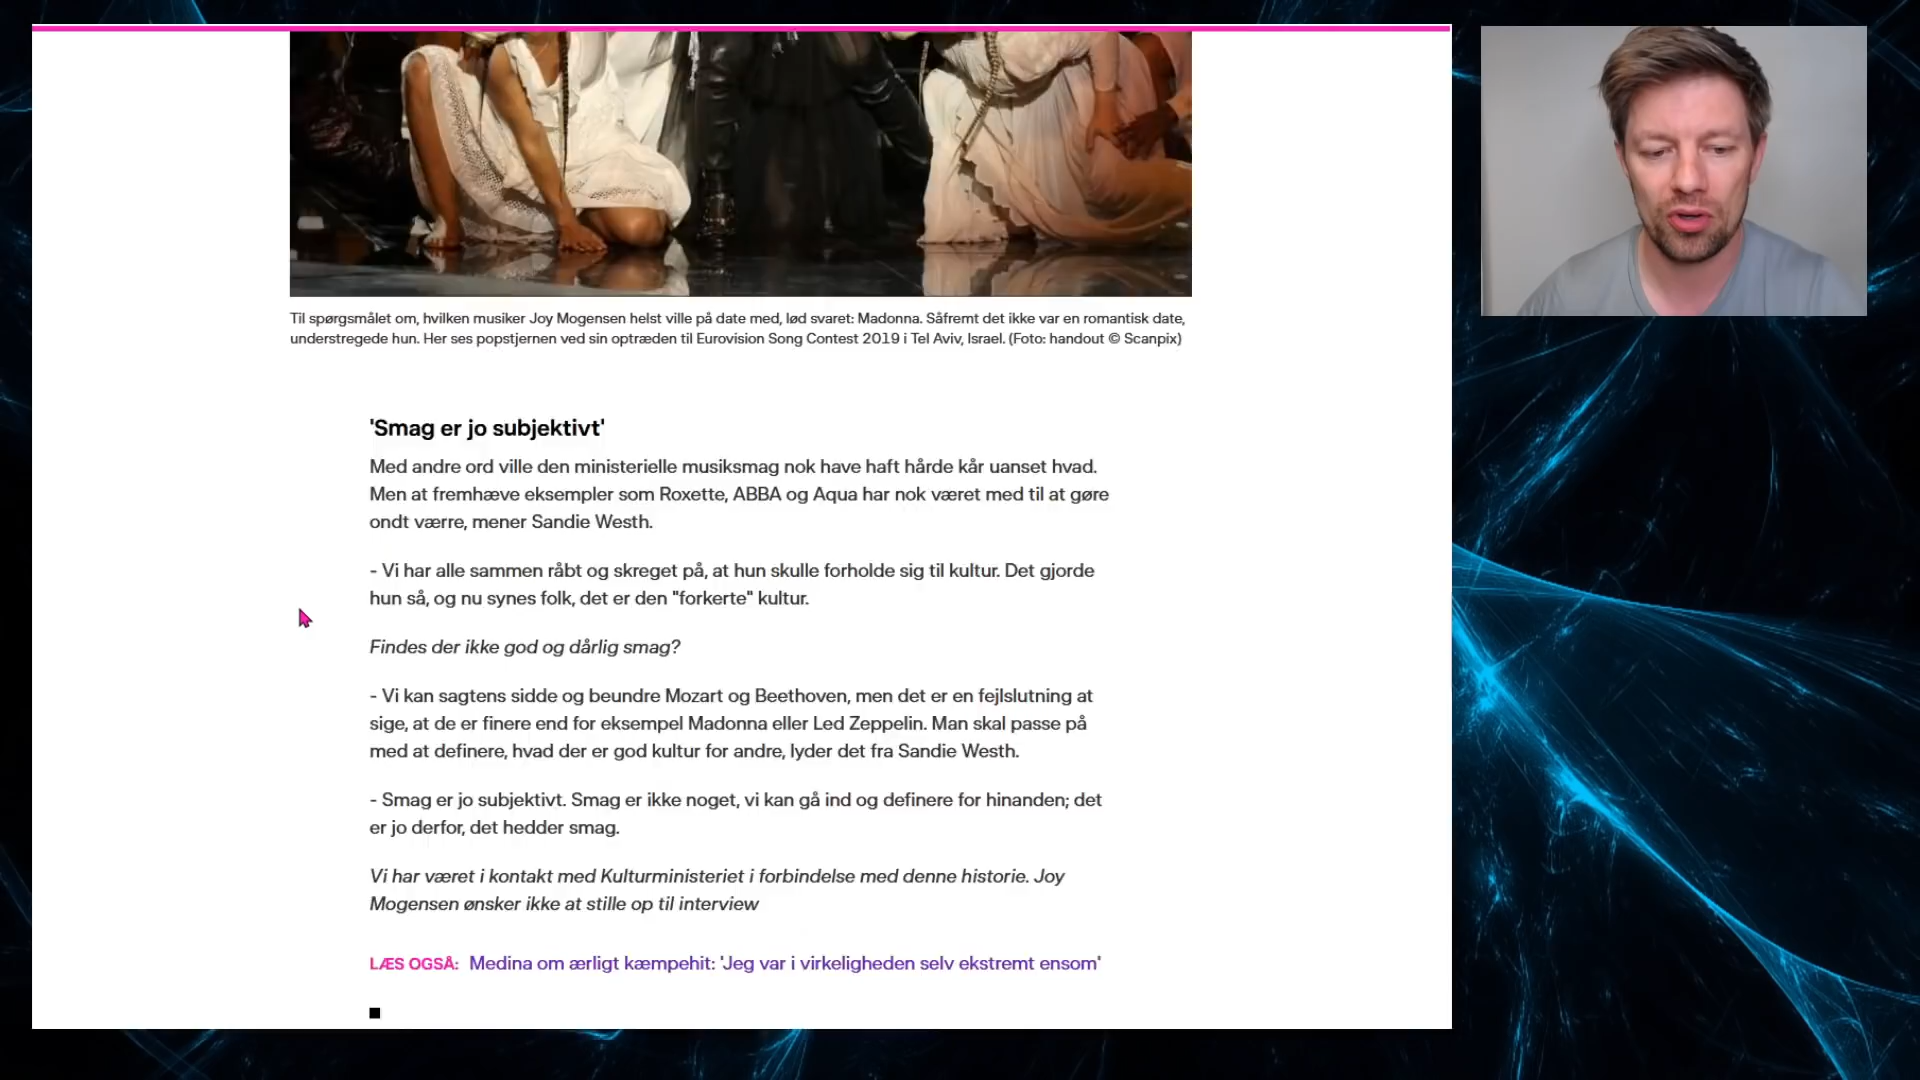 Til spørgsmålet om, hvilken musiker Joy Mogensen helst ville på date med, lød svaret: Madonna. Såfremt det ikke var en romantisk date,
understregede hun. Her ses popstjernen ved sin optræden til Eurovision Song Contest 2019 i Tel Aviv, Israel. (Foto: handout © Scanpix)
'Smag er jo subjektivt'
Med andre ord ville den ministerielle musiksmag nok have haft hårde kår uanset hvad.
Men at fremhæve eksempler som Roxette, ABBA og Aqua har nok været med til at gøre
ondt værre, mener Sandie Westh.
- Vi har alle sammen råbt og skreget på, at hun skulle forholde sig til kultur. Det gjorde
hun så, og nu synes folk, det er den "forkerte" kultur.
Findes der ikke god og dårlig smag?
- Vi kan sagtens sidde og beundre Mozart og Beethoven, men det er en fejlslutning at
sige, at de er finere end for eksempel Madonna eller Led Zeppelin. Man skal passe på
med at definere, hvad der er god kultur for andre, lyder det fra Sandie Westh.
- Smag er jo subjektivt. Smag er ikke noget, vi kan gå ind og definere for hinanden; det
er jo derfor, det hedder smag.
Vi har været i kontakt med Kulturministeriet i forbindelse med denne historie. Joy
Mogensen ønsker ikke at stille op til interview
LÆS OGSÅ: Medina om ærligt kæmpehit: 'Jeg var i virkeligheden selv ekstremt ensom'